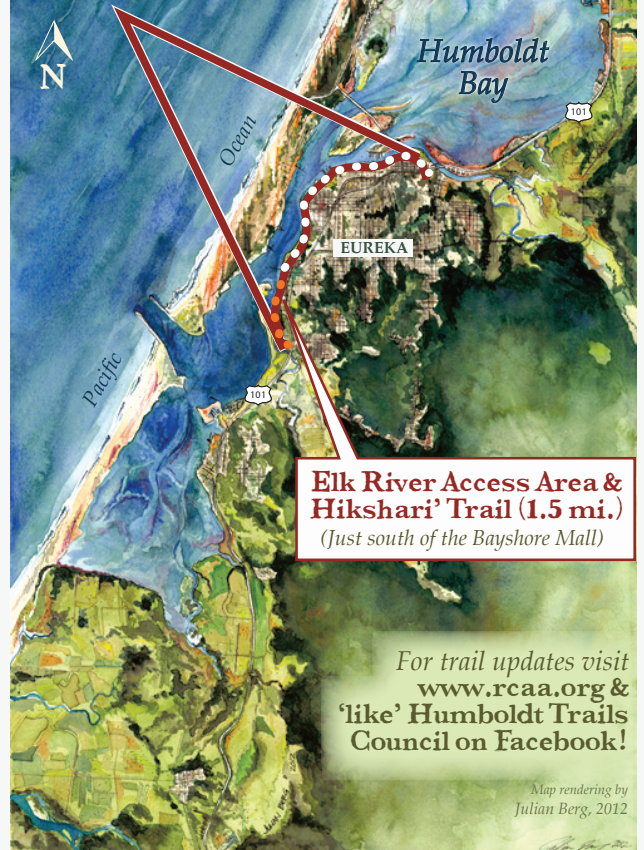 N
Humboldt
Bay
101
Ocean
EUREKA
Pacific
101
Elk River Access Area &
Hikshari’ Trail (1.5 mi.)
(Just south of the Bayshore Mall)
For trail updates visit
www.rcaa.org &
‘like’ Humboldt Trails
Council on Facebook!
Map rendering by
Julian Berg, 2012